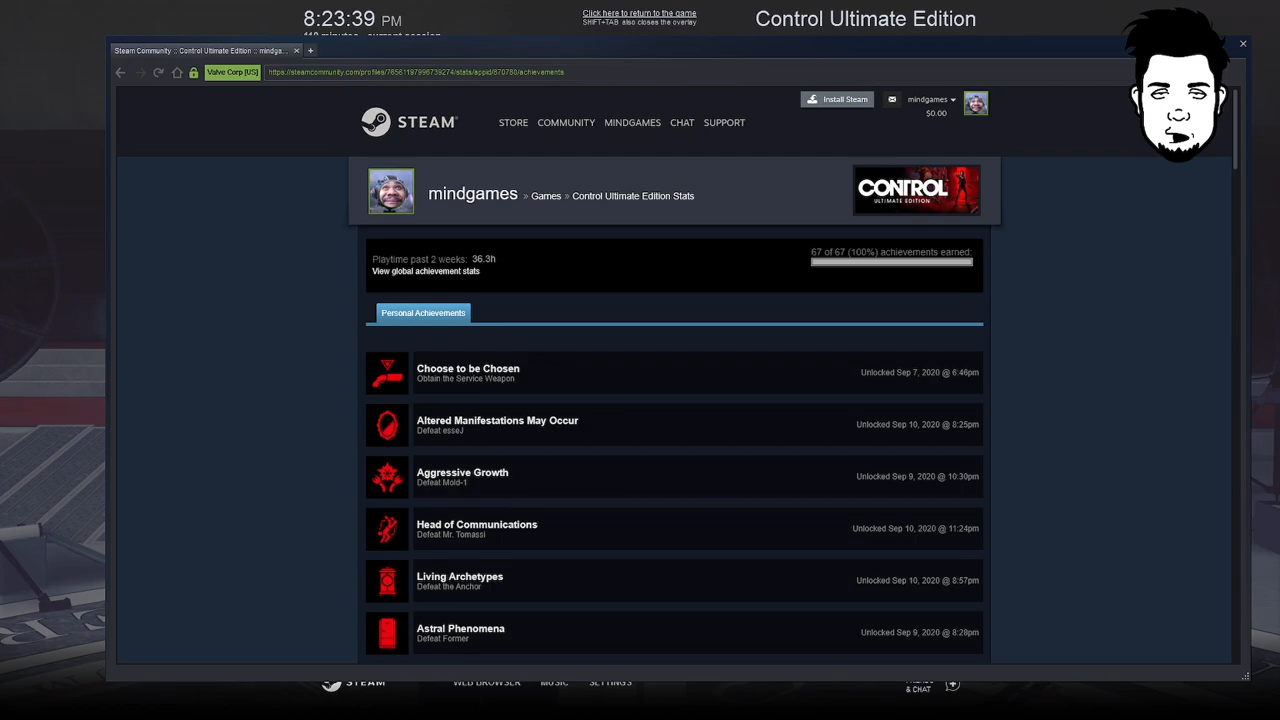 8:23:39 PM
Click here to return to the game
SHIFT+TAB also closes the overlay
Control Ultimate Edition
current session
Steam Community :: Control Ultimate Edition :: mindga...
Valve Corp [US]
https://steamcommunity.com/profiles/76561197996739274/stats/appid/870780/achievements
Install Steam
mindgames
$0.00
STEAM
STORE COMMUNITY MINDGAMES CHAT SUPPORT
mindgames » Games » Control Ultimate Edition Stats
CONTROL
ULTIMATE EDITION
Playtime past 2 weeks: 36.3h
View global achievement stats
67 of 67 (100%) achievements earned:
Personal Achievements
Choose to be Chosen
Obtain the Service Weapon
Unlocked Sep 7, 2020 @ 6:46pm
Altered Manifestations May Occur
Defeat esseJ
Unlocked Sep 10, 2020 @ 8:25pm
Aggressive Growth
Defeat Mold-1
Unlocked Sep 9, 2020 @ 10:30pm
Head of Communications
Defeat Mr. Tomassi
Unlocked Sep 10, 2020 @ 11:24pm
Living Archetypes
Defeat the Anchor
Unlocked Sep 10, 2020 @ 8:57pm
Astral Phenomena
Defeat Former
Unlocked Sep 9, 2020 @ 8:28pm
STEAM
WEB BROWSER MUSIC SETTINGS
& CHAT